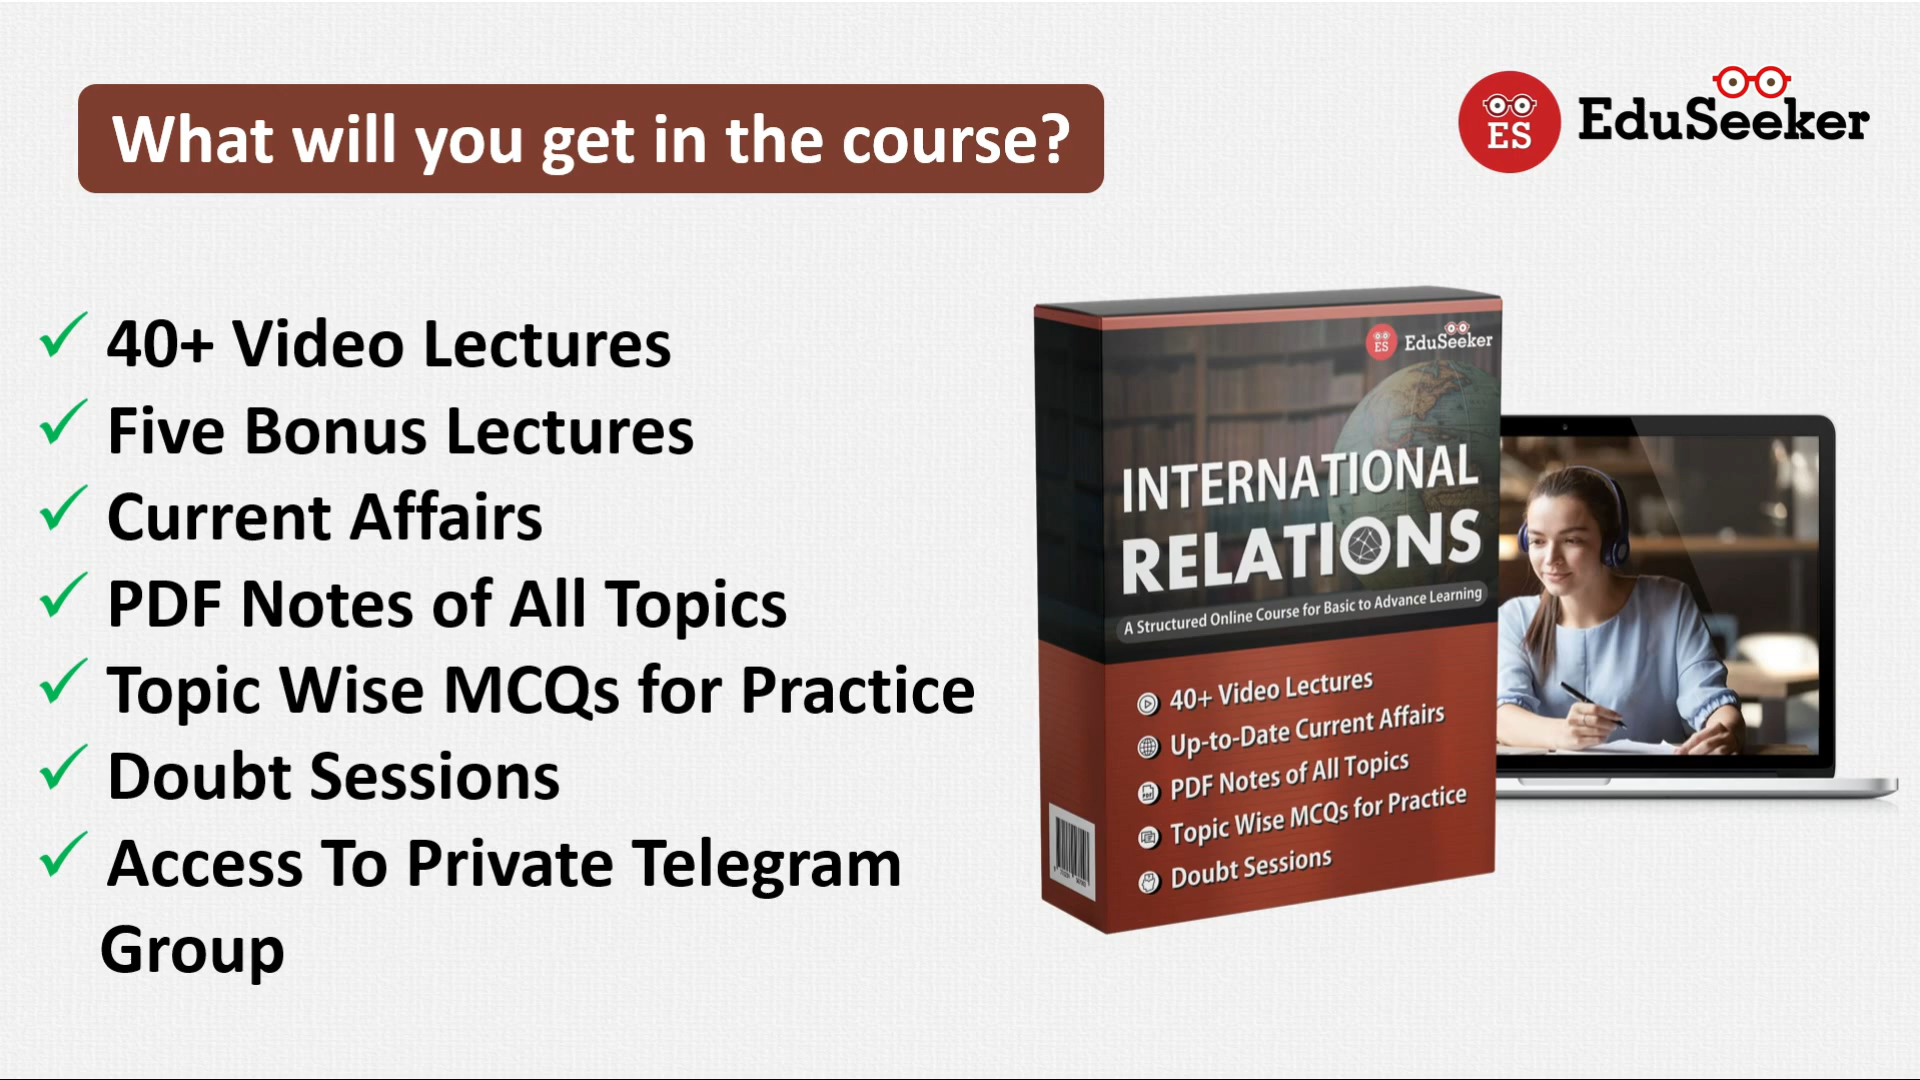 What will you get in the course?
ES
EduSeeker
40+ Video Lectures
Five Bonus Lectures
Current Affairs
PDF Notes of All Topics
Topic Wise MCQs for Practice
Doubt Sessions
Access To Private Telegram
Group
ES
EduSeeker
INTERNATIONAL
RELATIONS
A Structured Online Course for Basic to Advance Learning
40+ Video Lectures
Up-to-Date Current Affairs
PDF Notes of All Topics
Topic Wise MCQs for Practice
Doubt Sessions